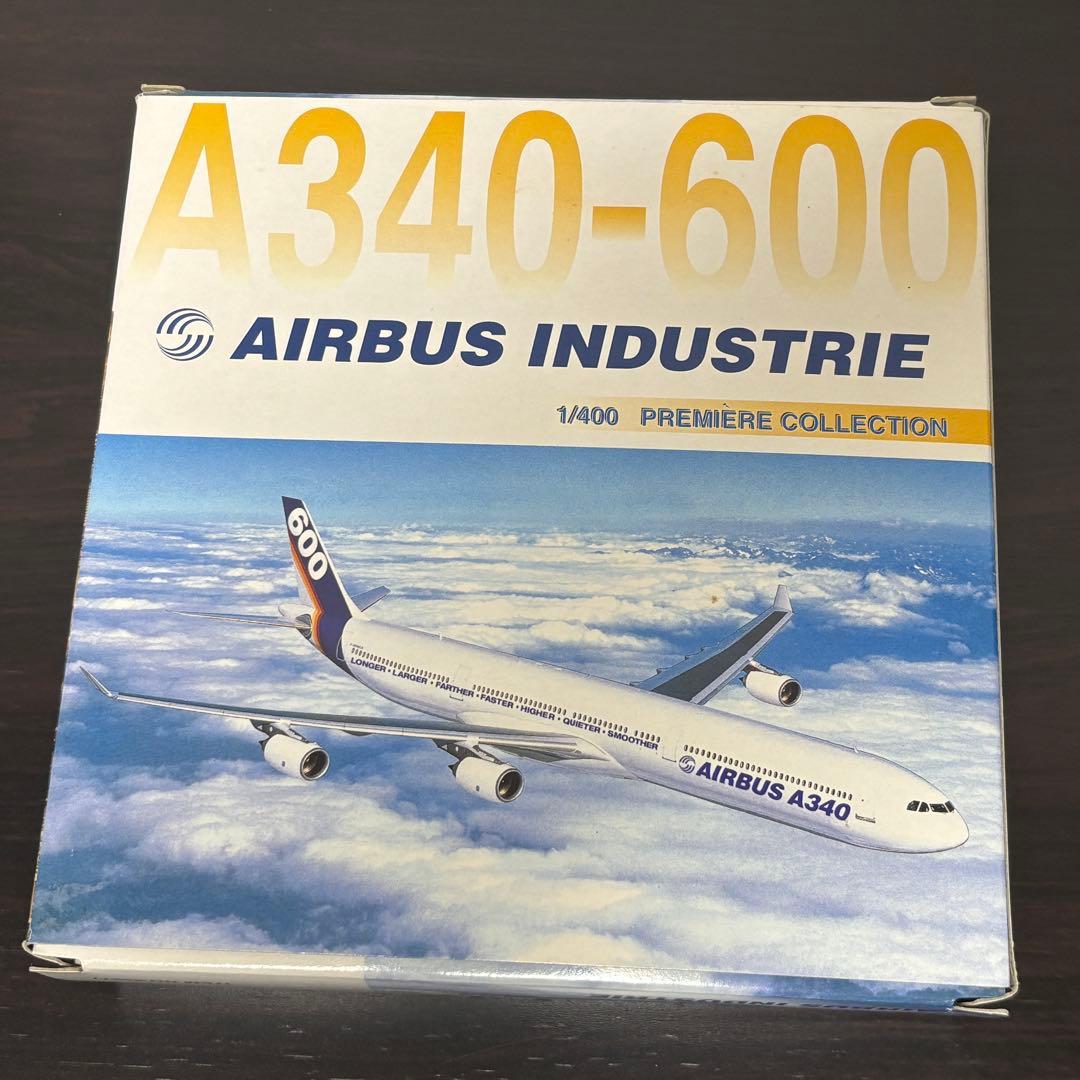 A340-600
AIRBUS INDUSTRIE
1/400 PREMIÈRE COLLECTION
600
LONGER • LARGER • FARTHER • FASTER • HIGHER • QUIETER • SMOOTHER
AIRBUS A340